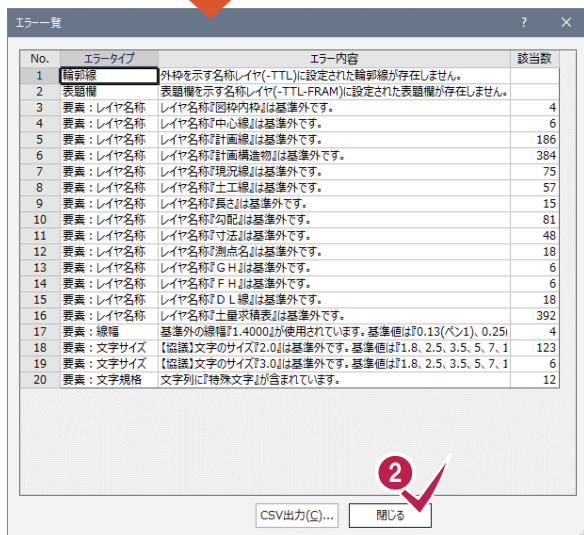 エラー一覧 ? ×
No. エラータイプ エラー内容 該当数
1 輪郭線 外枠を示す名称レイヤ(-TTL)に設定された輪郭線が存在しません。
2 表題欄 表題欄を示す名称レイヤ(-TTL-FRAM)に設定された表題欄が存在しません。
3 要素：レイヤ名称 レイヤ名称『図枠内枠』は基準外です。 4
4 要素：レイヤ名称 レイヤ名称『中心線』は基準外です。 6
5 要素：レイヤ名称 レイヤ名称『計画線』は基準外です。 186
6 要素：レイヤ名称 レイヤ名称『計画構造物』は基準外です。 384
7 要素：レイヤ名称 レイヤ名称『現況線』は基準外です。 75
8 要素：レイヤ名称 レイヤ名称『土工線』は基準外です。 57
9 要素：レイヤ名称 レイヤ名称『長さ』は基準外です。 15
10 要素：レイヤ名称 レイヤ名称『勾配』は基準外です。 81
11 要素：レイヤ名称 レイヤ名称『寸法』は基準外です。 48
12 要素：レイヤ名称 レイヤ名称『測点名』は基準外です。 18
13 要素：レイヤ名称 レイヤ名称『ＧＨ』は基準外です。 6
14 要素：レイヤ名称 レイヤ名称『ＦＨ』は基準外です。 6
15 要素：レイヤ名称 レイヤ名称『ＤＬ線』は基準外です。 18
16 要素：レイヤ名称 レイヤ名称『土量求積表』は基準外です。 392
17 要素：線幅 基準外の線幅『1.4000』が使用されています。基準値は『0.13(ペン1)、0.25( 4
18 要素：文字サイズ 【協議】文字のサイズ『2.0』は基準外です。基準値は『1.8、2.5、3.5、5、7、1 123
19 要素：文字サイズ 【協議】文字のサイズ『3.0』は基準外です。基準値は『1.8、2.5、3.5、5、7、1 6
20 要素：文字規格 文字列に『特殊文字』が含まれています。 12
2
CSV出力(C)... 閉じる